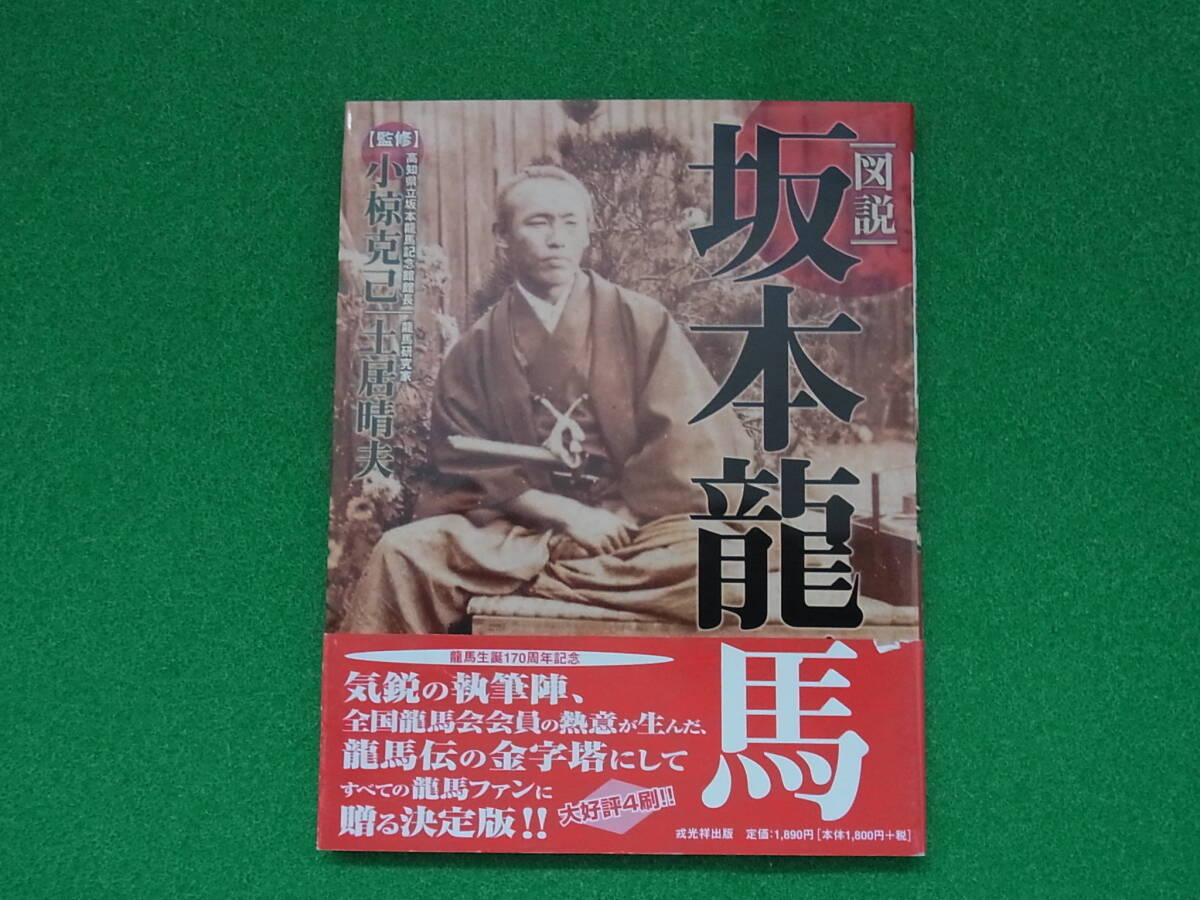 ［図説］
坂本龍馬
【監修】
高知県立坂本龍馬記念館館長
小椋克己
龍馬研究家
土居晴夫
龍馬生誕170周年記念
気鋭の執筆陣、
全国龍馬会会員の熱意が生んだ、
龍馬伝の金字塔にして
すべての龍馬ファンに
贈る決定版!!
大好評4刷!!
戎光祥出版 定価:1,890円［本体1,800円+税］